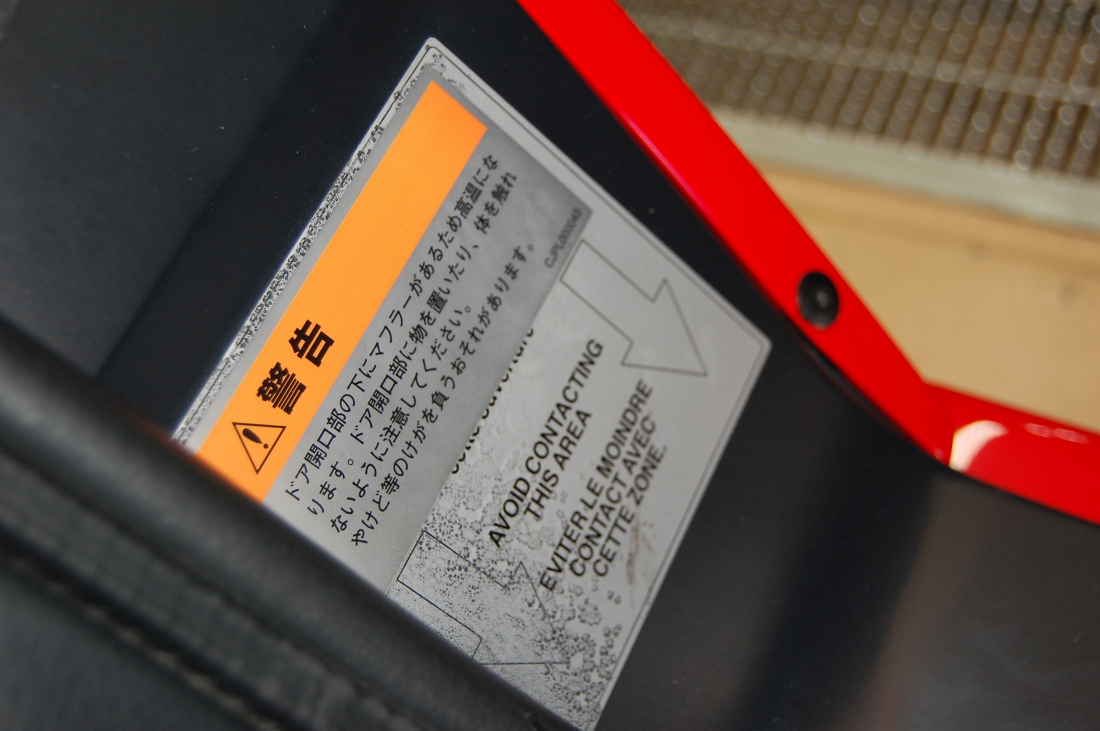 警告
ドア開口部の下にマフラーがあるため高温にな
ります。ドア開口部に物を置いたり、体を触れ
ないように注意してください。
やけど等のけがを負うおそれがあります。
CJPLD00043
AVOID CONTACTING
THIS AREA
EVITER LE MOINDRE
CONTACT AVEC
CETTE ZONE.